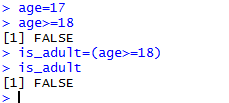 > age=17
> age>=18
[1] FALSE
> is_adult=(age>=18)
> is_adult
[1] FALSE
>